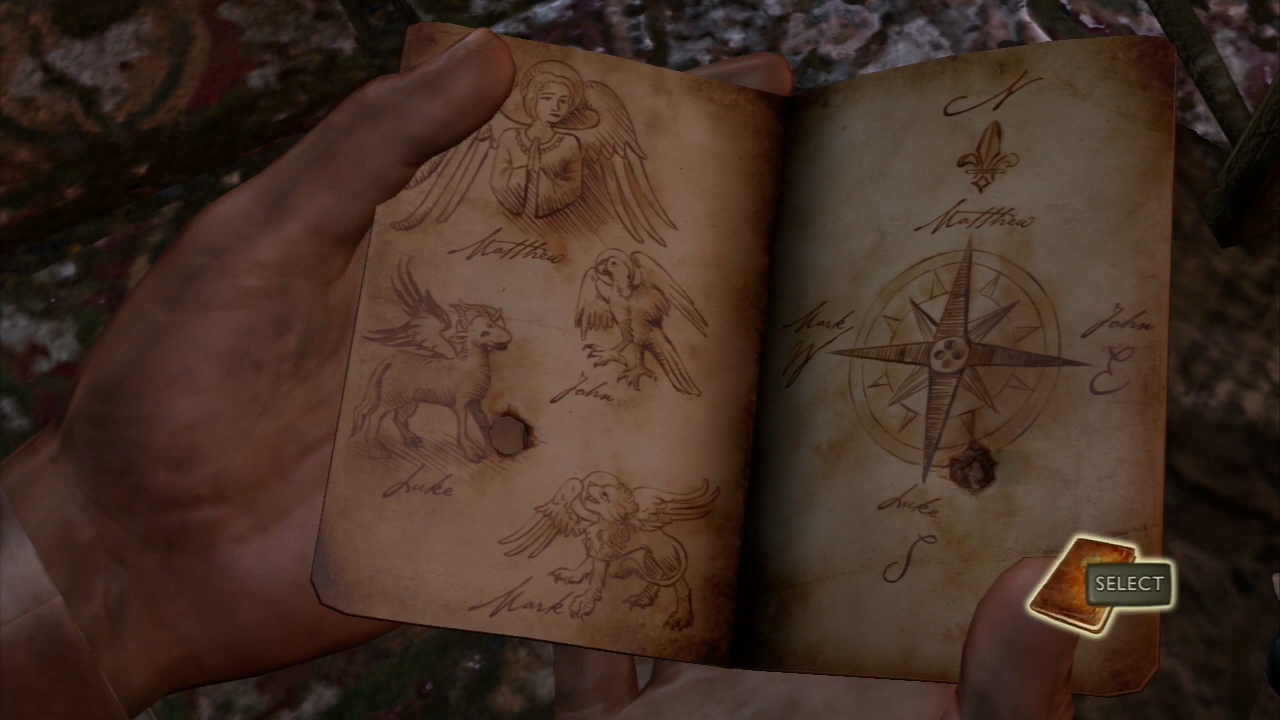 Matthew
John
Luke
Mark
N
Matthew
Mark
W
John
E
Luke
S
SELECT